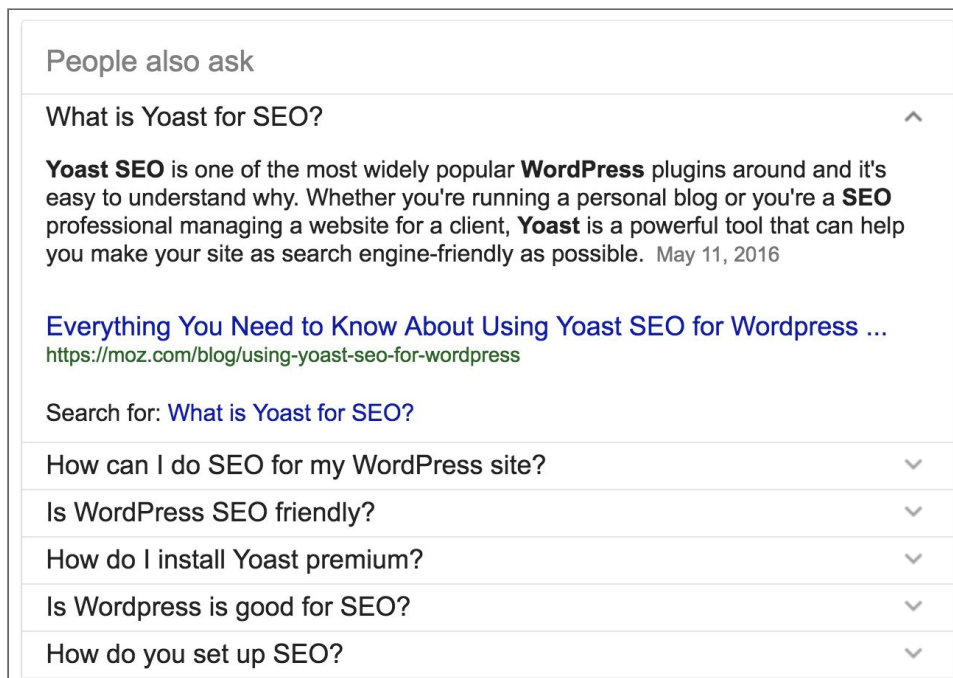 People also ask
What is Yoast for SEO?
Yoast SEO is one of the most widely popular WordPress plugins around and it's
easy to understand why. Whether you're running a personal blog or you're a SEO
professional managing a website for a client, Yoast is a powerful tool that can help
you make your site as search engine-friendly as possible. May 11, 2016
Everything You Need to Know About Using Yoast SEO for Wordpress ...
https://moz.com/blog/using-yoast-seo-for-wordpress
Search for: What is Yoast for SEO?
How can I do SEO for my WordPress site?
Is WordPress SEO friendly?
How do I install Yoast premium?
Is Wordpress is good for SEO?
How do you set up SEO?